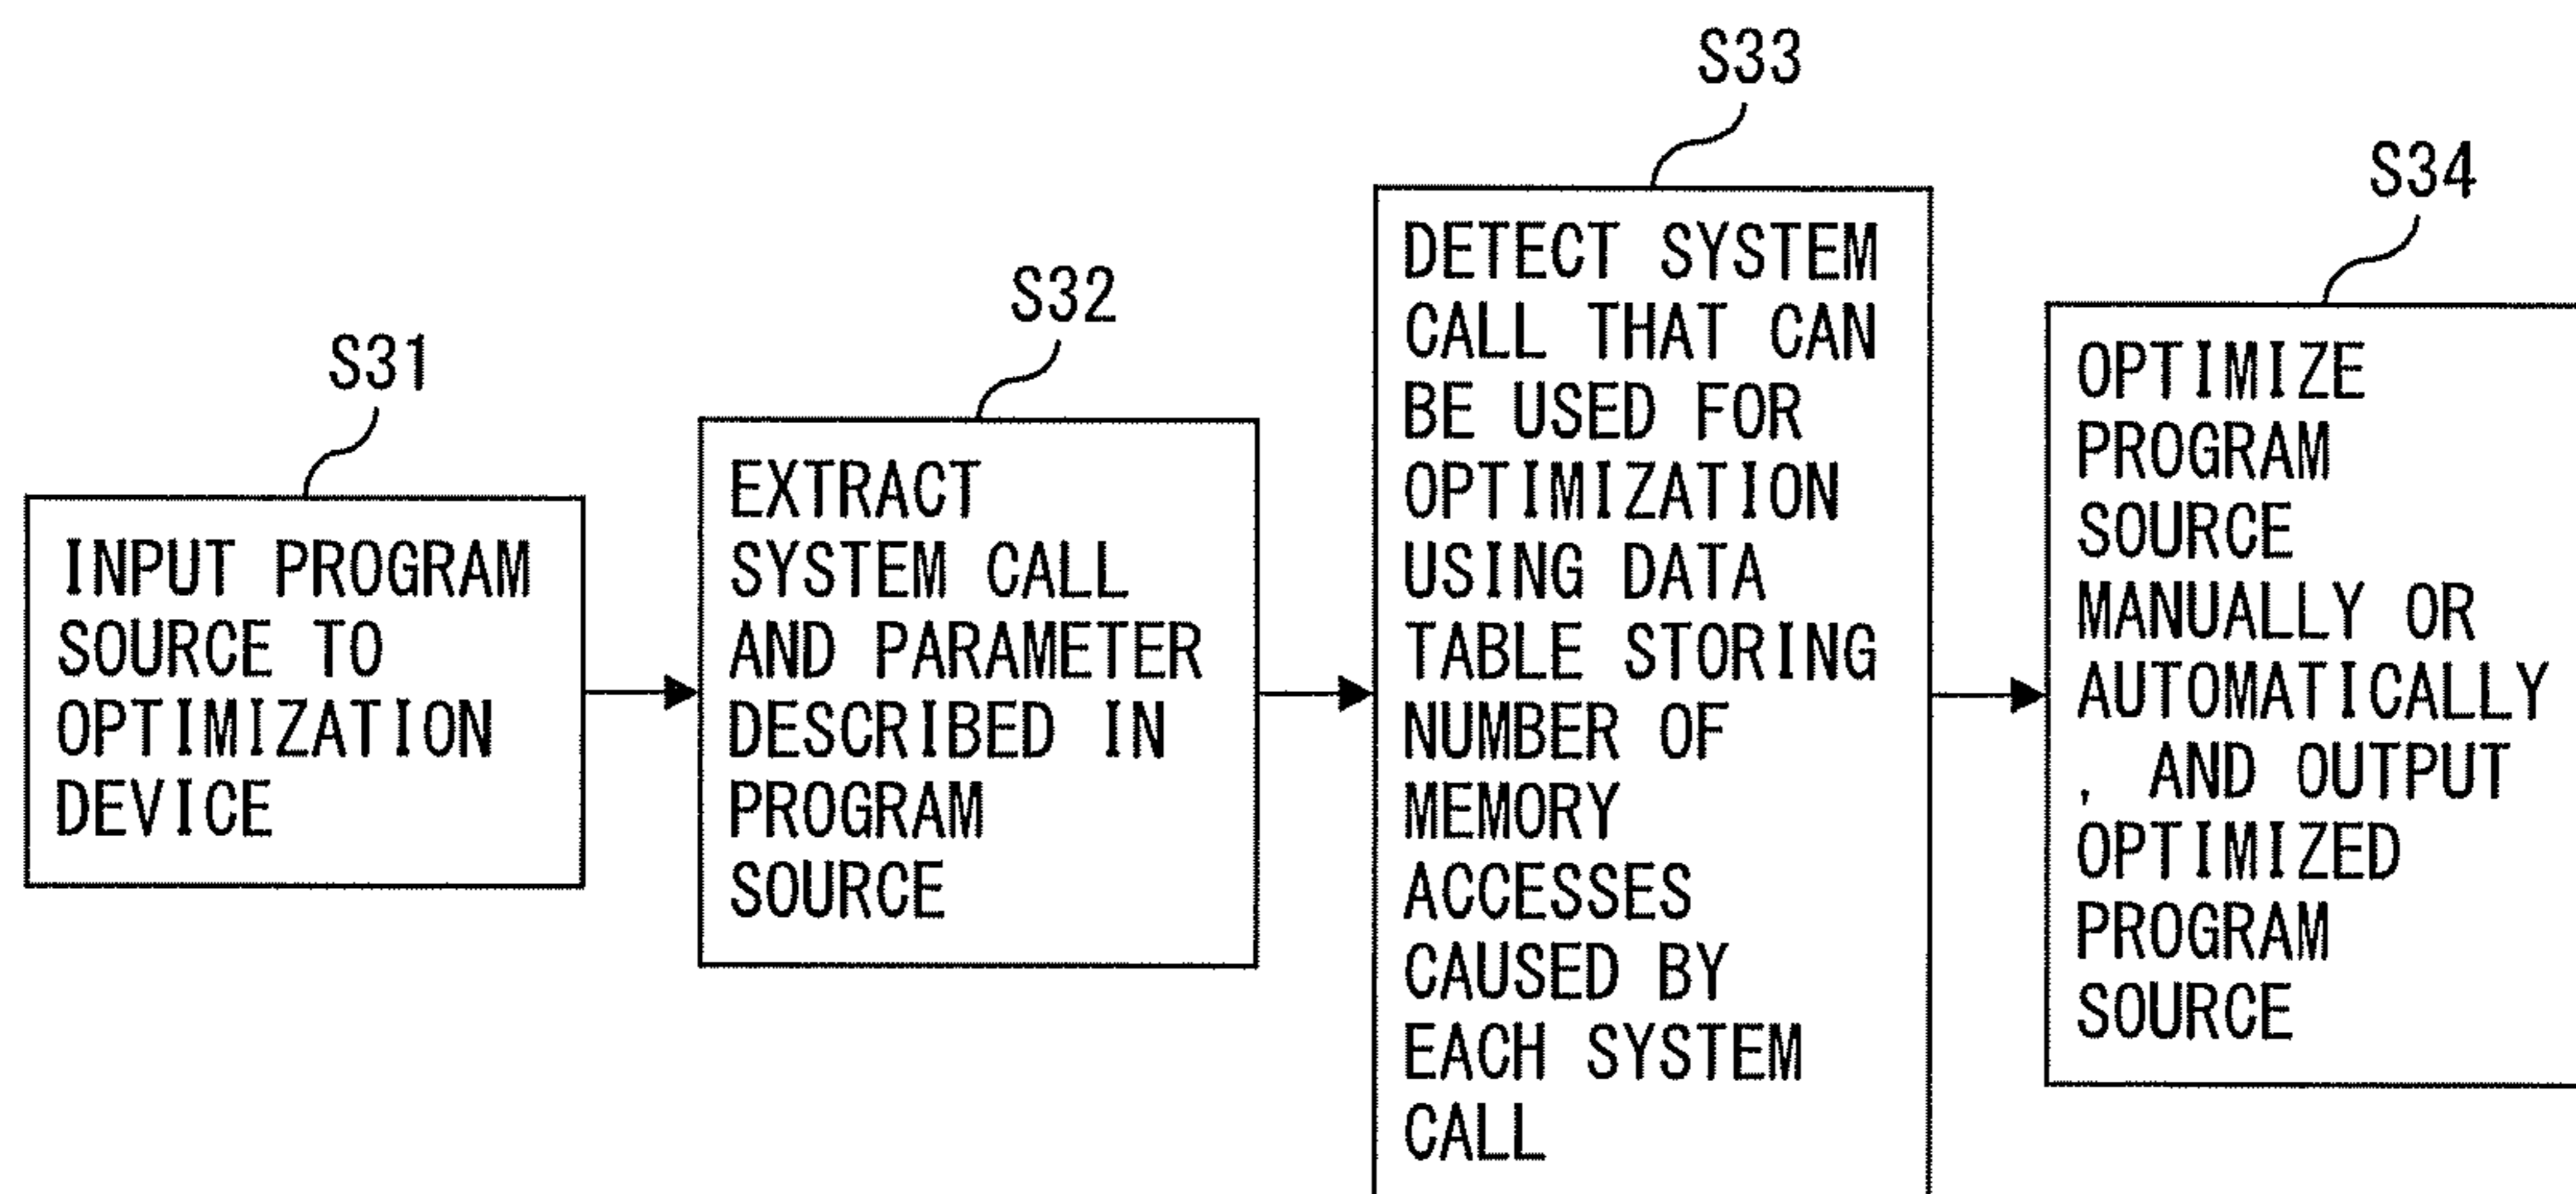 S31
INPUT PROGRAM
SOURCE TO
OPTIMIZATION
DEVICE
S32
EXTRACT
SYSTEM CALL
AND PARAMETER
DESCRIBED IN
PROGRAM
SOURCE
S33
DETECT SYSTEM
CALL THAT CAN
BE USED FOR
OPTIMIZATION
USING DATA
TABLE STORING
NUMBER OF
MEMORY
ACCESSES
CAUSED BY
EACH SYSTEM
CALL
S34
OPTIMIZE
PROGRAM
SOURCE
MANUALLY OR
AUTOMATICALLY
, AND OUTPUT
OPTIMIZED
PROGRAM
SOURCE